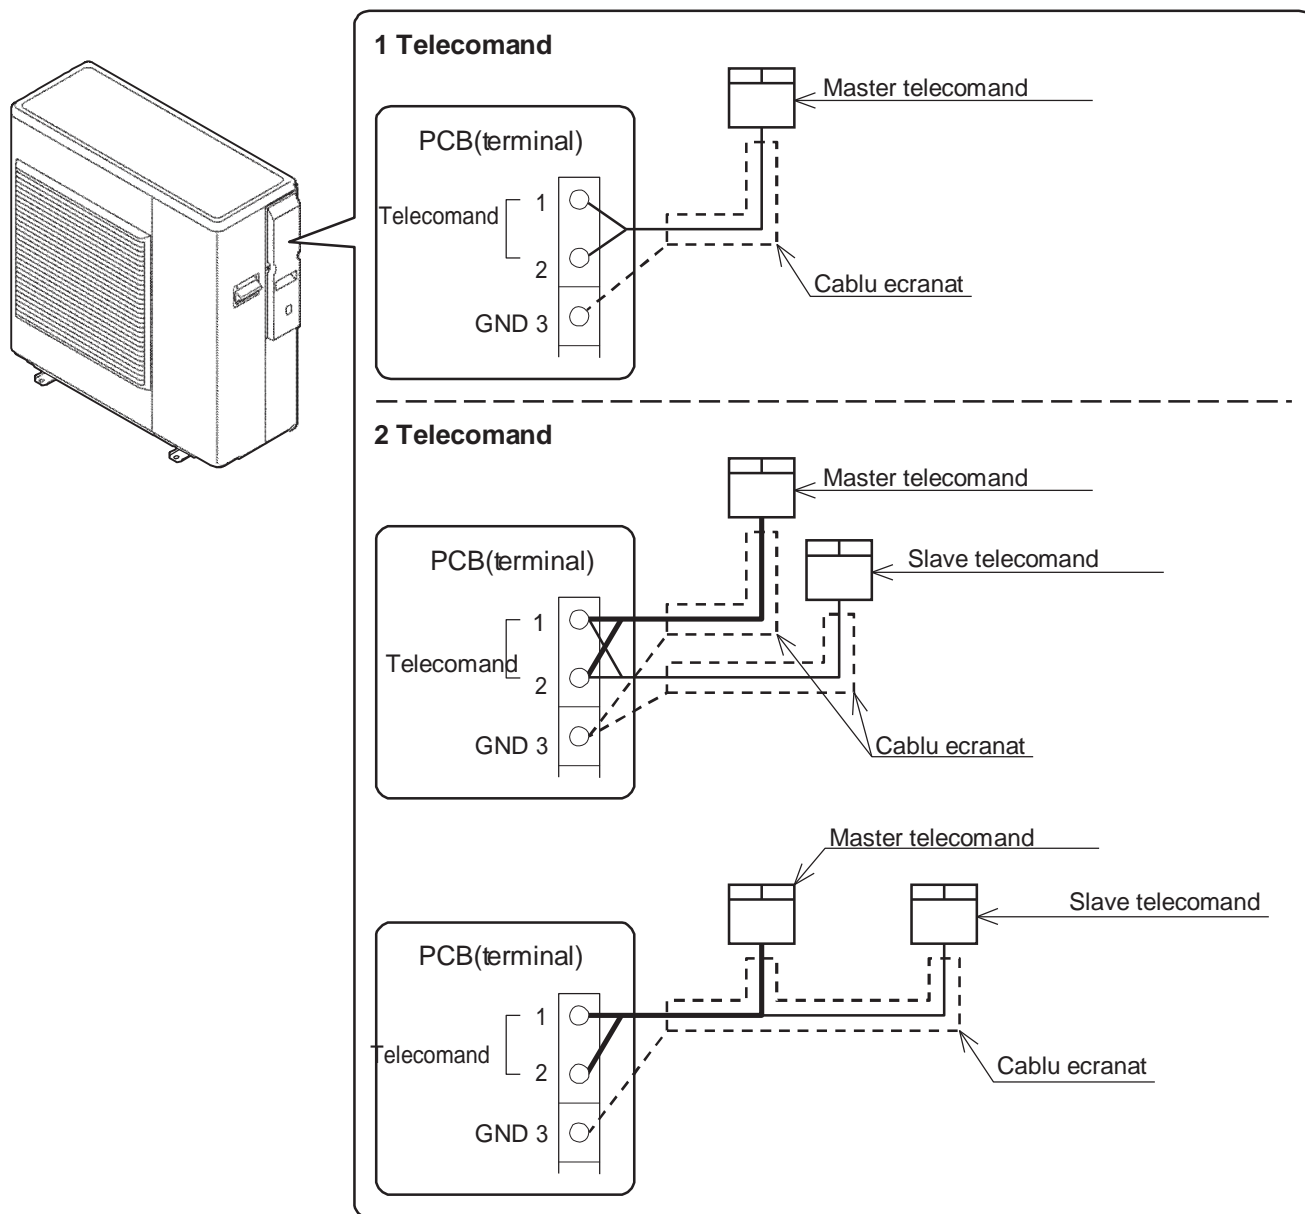 1 Telecomand
Master telecomand
PCB(terminal)
Telecomand
1
2
GND 3
Cablu ecranat
2 Telecomand
Master telecomand
Slave telecomand
PCB(terminal)
Telecomand
1
2
GND 3
Cablu ecranat
Master telecomand
Slave telecomand
PCB(terminal)
Telecomand
1
2
GND 3
Cablu ecranat